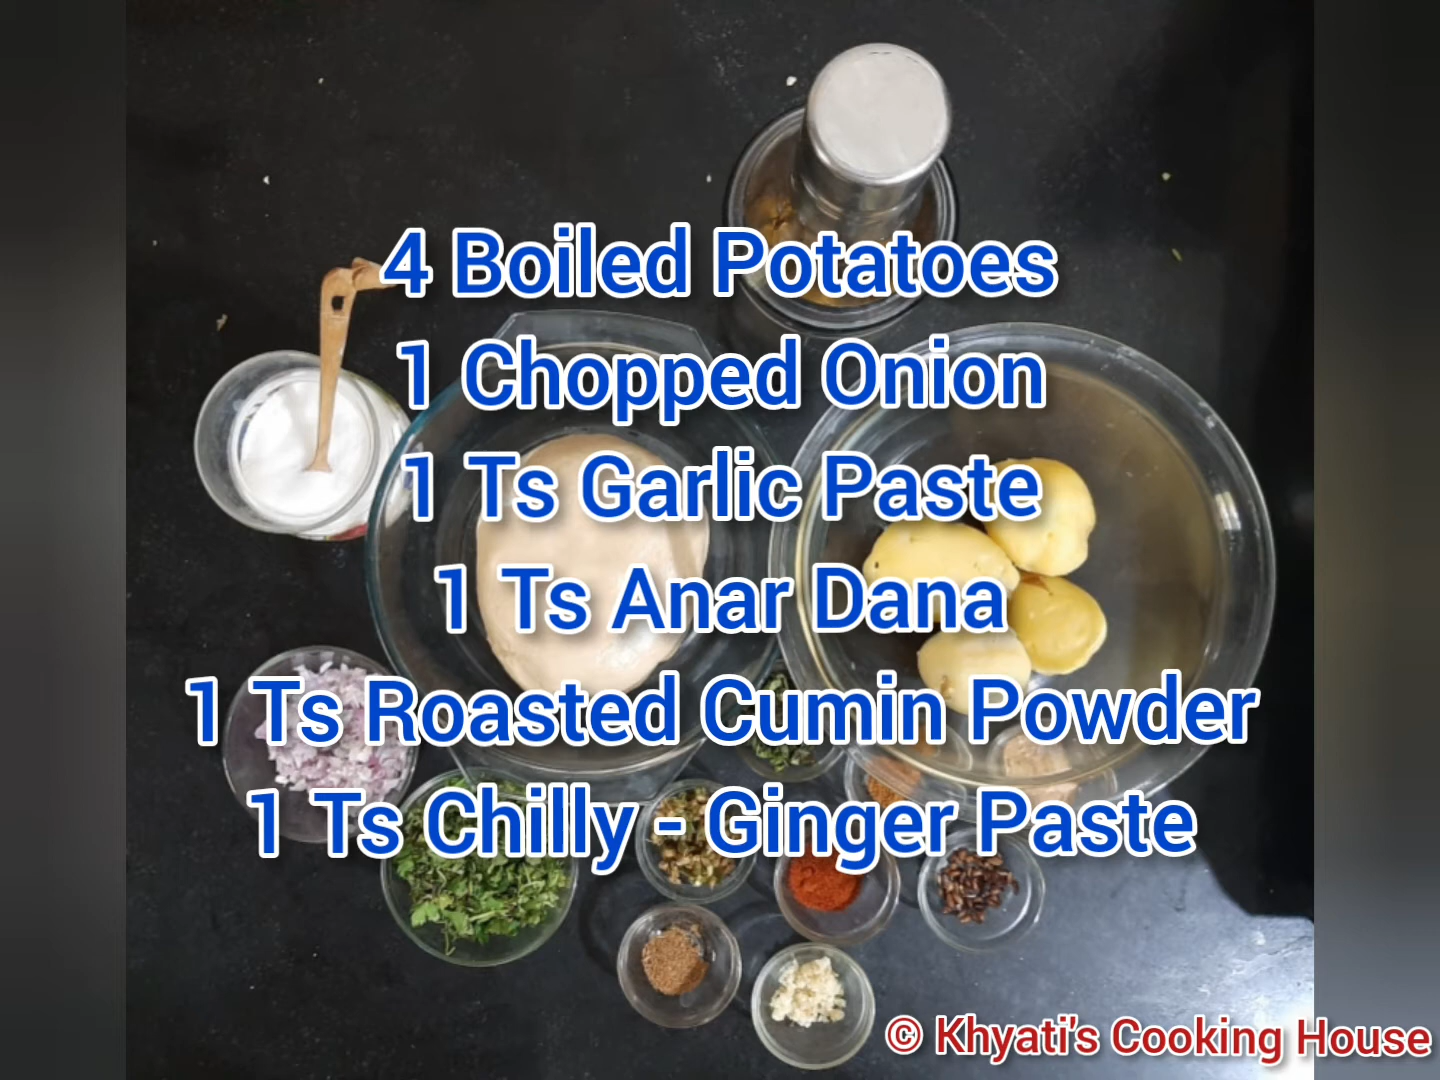 4 Boiled Potatoes
1 Chopped Onion
1 Ts Garlic Paste
1 Ts Anar Dana
1 Ts Roasted Cumin Powder
1 Ts Chilly - Ginger Paste
© Khyati's Cooking House